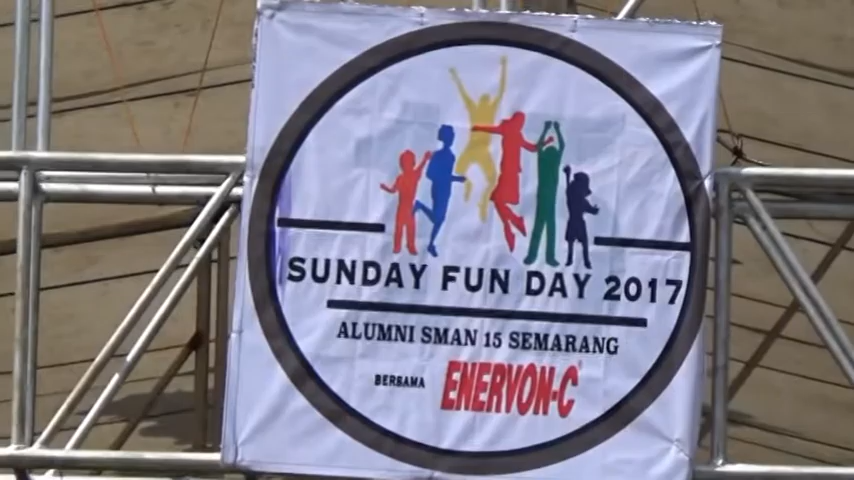 SUNDAY FUN DAY 2017
ALUMNI SMAN 15 SEMARANG
BERSAMA ENERVON-C®